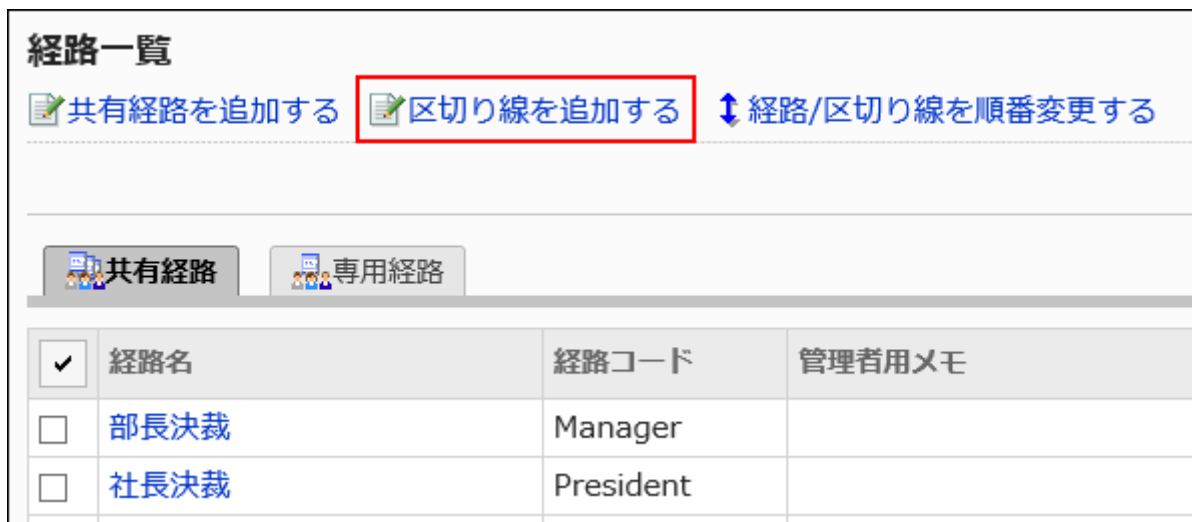 経路一覧
共有経路を追加する 区切り線を追加する 経路/区切り線を順番変更する
共有経路 専用経路
経路名 経路コード 管理者用メモ
部長決裁 Manager
社長決裁 President